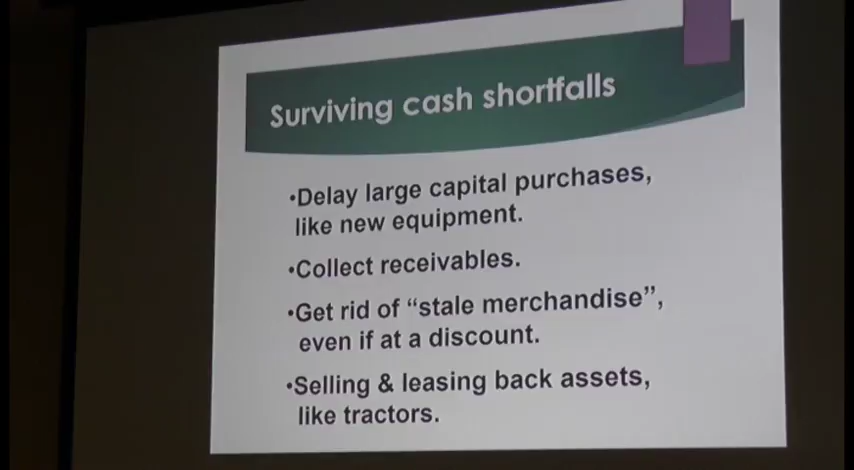 Surviving cash shortfalls
•Delay large capital purchases,
like new equipment.
•Collect receivables.
•Get rid of “stale merchandise”,
even if at a discount.
•Selling & leasing back assets,
like tractors.